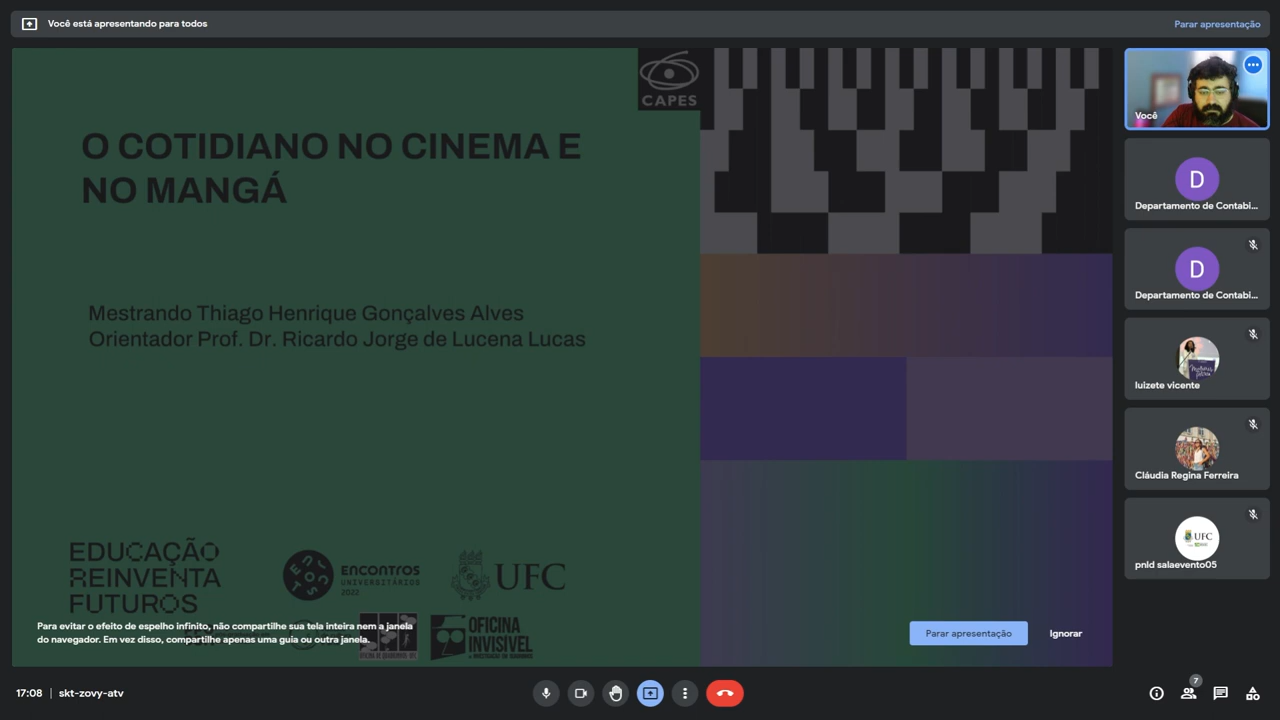 Você está apresentando para todos
Parar apresentação
CAPES
O COTIDIANO NO CINEMA E
NO MANGÁ
Mestrando Thiago Henrique Gonçalves Alves
Orientador Prof. Dr. Ricardo Jorge de Lucena Lucas
EDUCAÇÃO
REINVENTA
FUTUROS
ENCONTROS
UNIVERSITÁRIOS
2022
UFC
OFICINA
INVISÍVEL
Para evitar o efeito de espelho infinito, não compartilhe sua tela inteira nem a janela
do navegador. Em vez disso, compartilhe apenas uma guia ou outra janela.
Parar apresentação
Ignorar
Você
D
Departamento de Contabi...
D
Departamento de Contabi...
luizete vicente
Cláudia Regina Ferreira
UFC
pnld salaevento05
17:08 | skt-zovy-atv
7